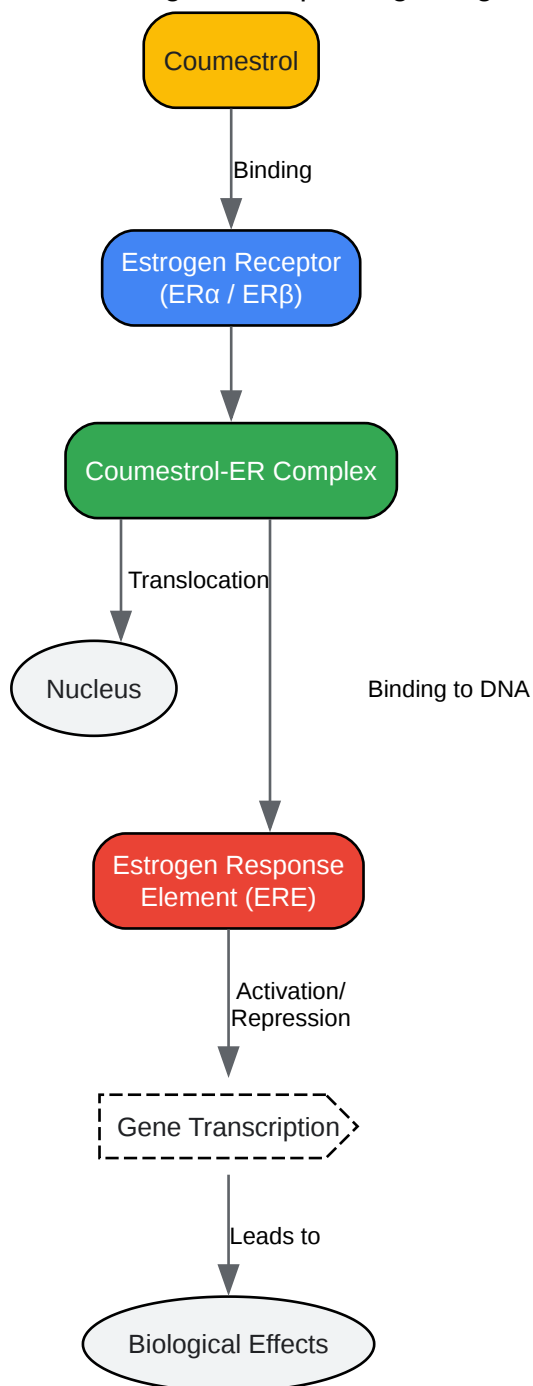 Coumestrol
Binding
Estrogen Receptor
(ERα / ERβ)
Coumestrol-ER Complex
Translocation
Nucleus
Binding to DNA
Estrogen Response
Element (ERE)
Activation/
Repression
Gene Transcription
Leads to
Biological Effects